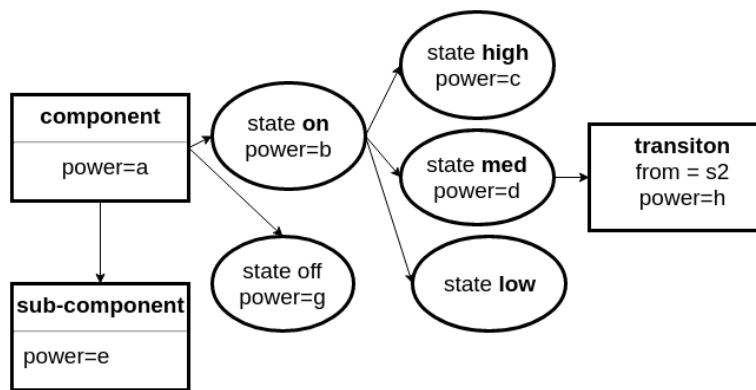 component
power=a
sub-component
power=e
state on
power=b
state off
power=g
state high
power=c
state med
power=d
state low
transiton
from = s2
power=h